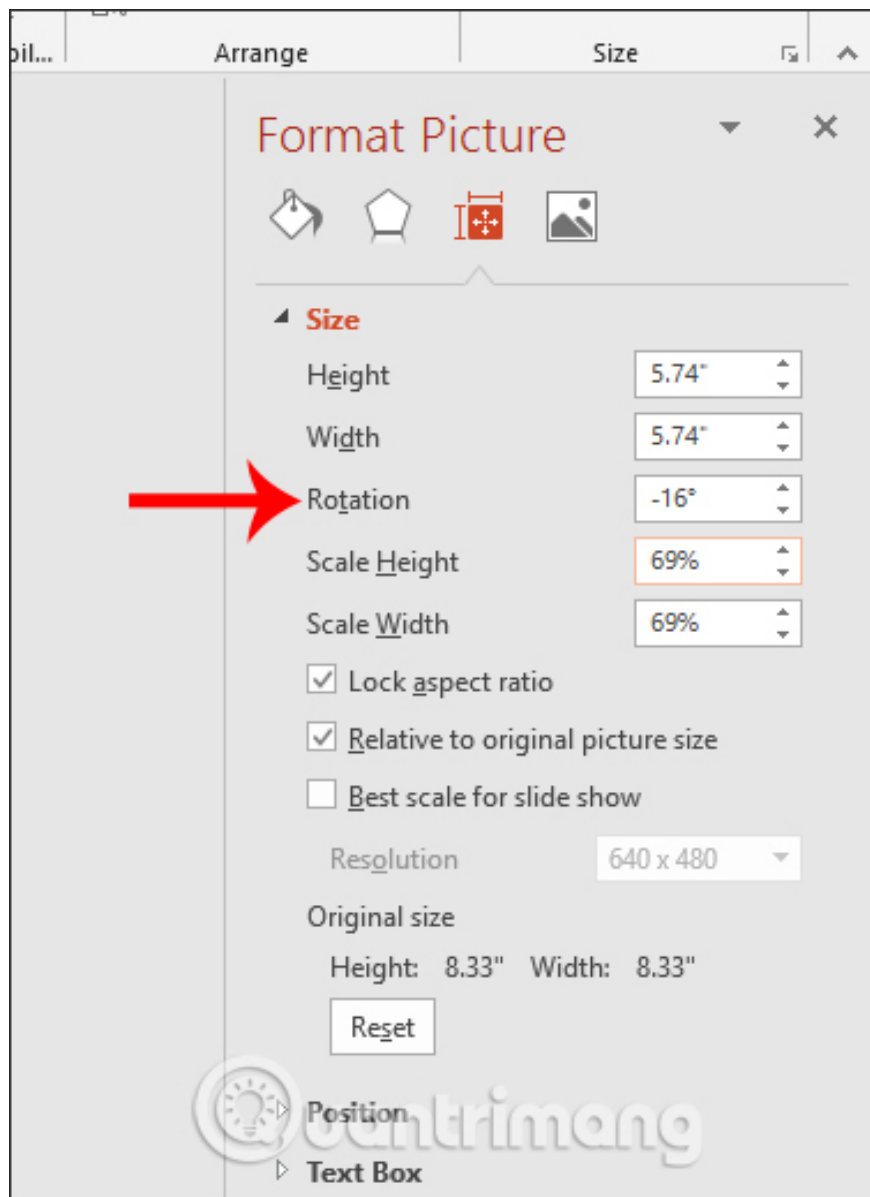 Arrange Size
Format Picture
Size
Height 5.74"
Width 5.74"
Rotation -16°
Scale Height 69%
Scale Width 69%
Lock aspect ratio
Relative to original picture size
Best scale for slide show
Resolution 640 x 480
Original size
Height: 8.33" Width: 8.33"
Reset
Position
uantrimang
Text Box